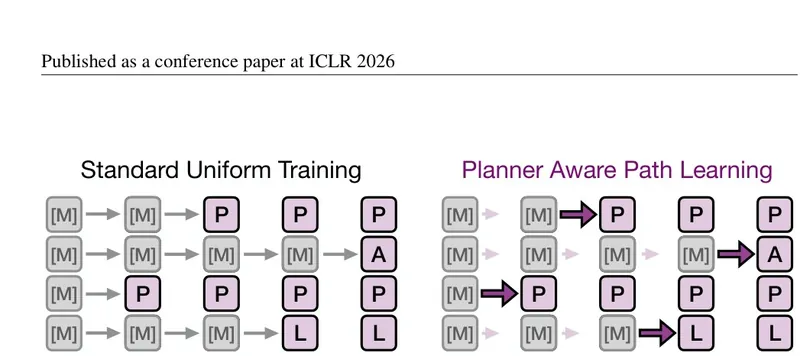 Published as a conference paper at ICLR 2026
Standard Uniform Training
Planner Aware Path Learning
[M] [M] P P P [M] [M] P P P
[M] [M] [M] [M] A [M] [M] [M] [M] A
[M] P P P P [M] P P P P
[M] [M] [M] L L [M] [M] [M] L L